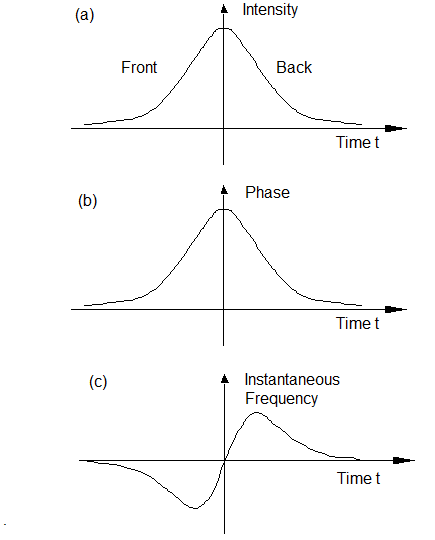 (a)
Intensity
Front
Back
Time t
(b)
Phase
Time t
(c)
Instantaneous
Frequency
Time t